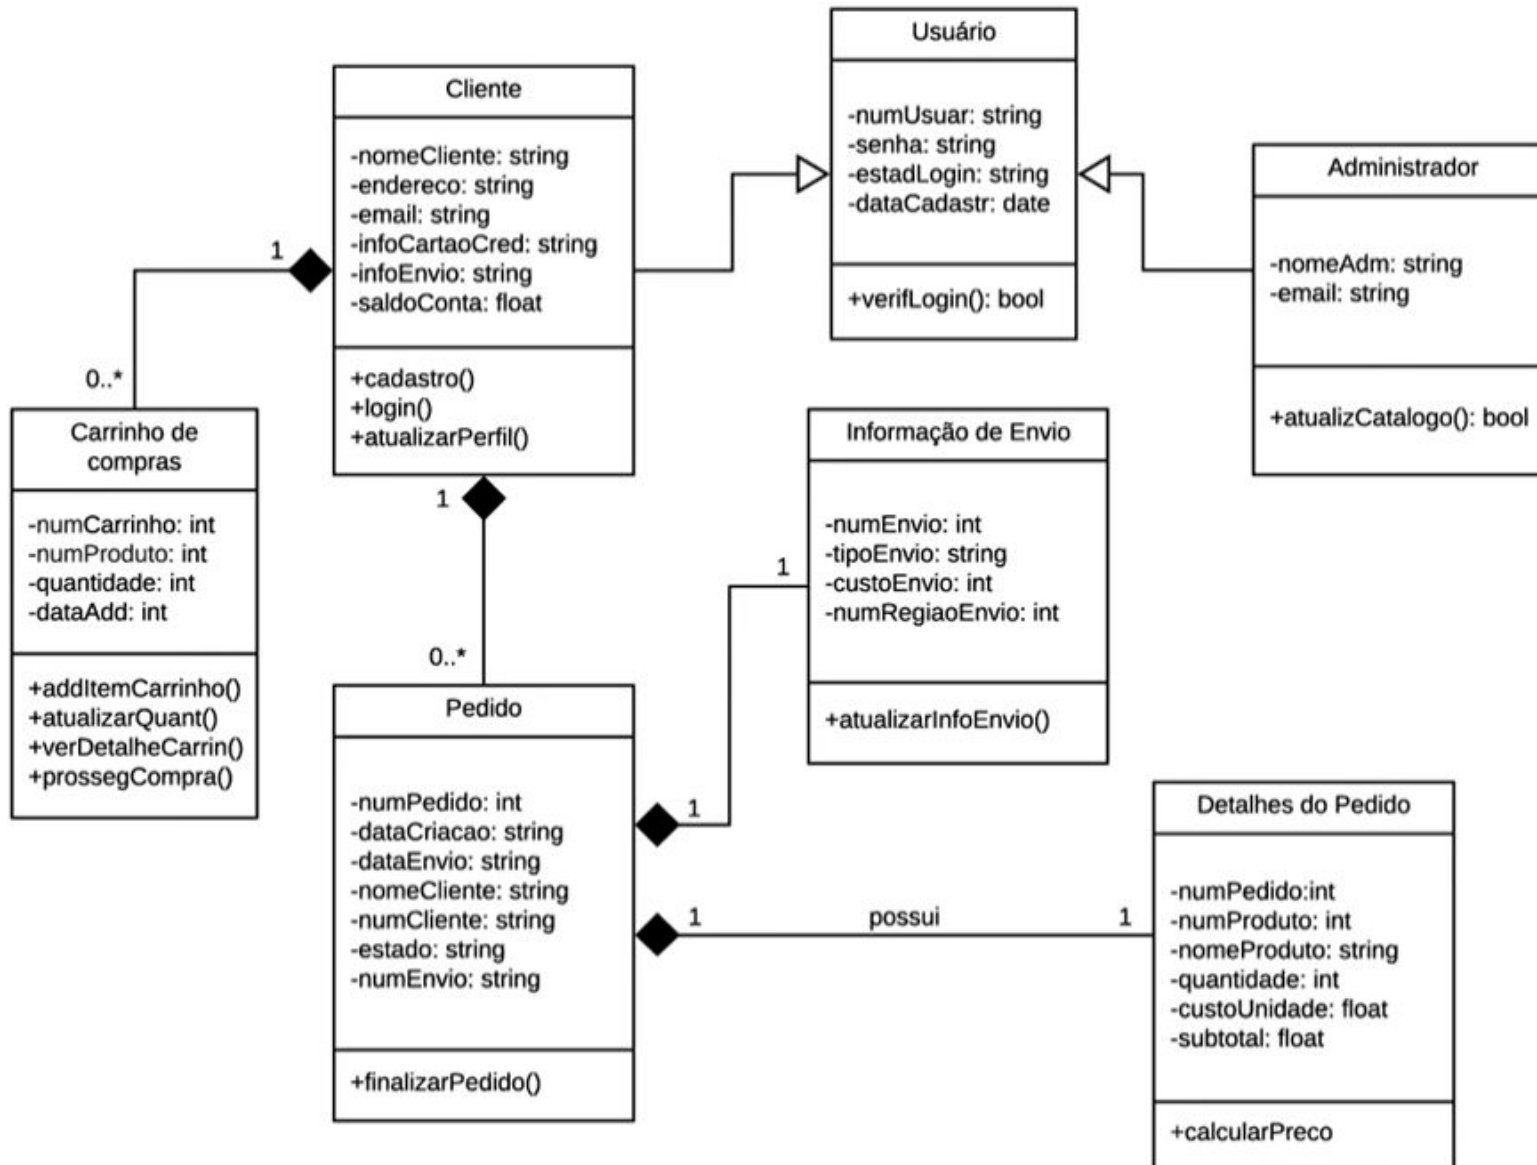 Usuário
-numUsuar: string
-senha: string
-estadLogin: string
-dataCadastr: date
+verifLogin(): bool
Cliente
-nomeCliente: string
-endereco: string
-email: string
-infoCartaoCred: string
-infoEnvio: string
-saldoConta: float
+cadastro()
+login()
+atualizarPerfil()
Administrador
-nomeAdm: string
-email: string
+atualizCatalogo(): bool
1
0..*
Carrinho de
compras
-numCarrinho: int
-numProduto: int
-quantidade: int
-dataAdd: int
+addItemCarrinho()
+atualizarQuant()
+verDetalheCarrin()
+prossegCompra()
1
0..*
Informação de Envio
-numEnvio: int
-tipoEnvio: string
-custoEnvio: int
-numRegiaoEnvio: int
+atualizarInfoEnvio()
1
1
Pedido
-numPedido: int
-dataCriacao: string
-dataEnvio: string
-nomeCliente: string
-numCliente: string
-estado: string
-numEnvio: string
+finalizarPedido()
1 possui 1
Detalhes do Pedido
-numPedido:int
-numProduto: int
-nomeProduto: string
-quantidade: int
-custoUnidade: float
-subtotal: float
+calcularPreco